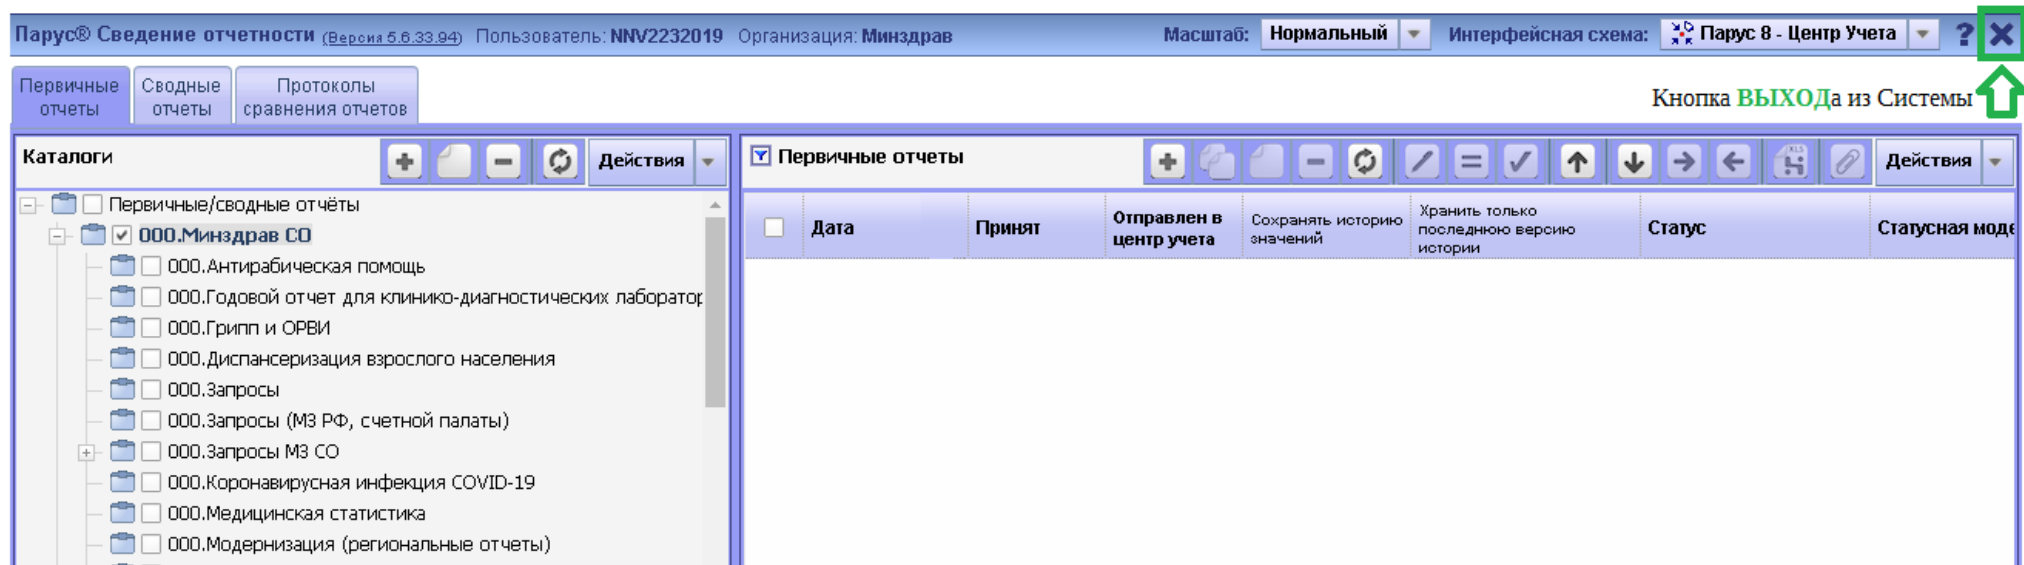 Парус® Сведение отчетности (Версия 5.6.33.94) Пользователь: NNV2232019 Организация: Минздрав Масштаб: Нормальный Интерфейсная схема: Парус 8 - Центр Учета ?
Первичные отчеты
Сводные отчеты
Протоколы сравнения отчетов
Кнопка ВЫХОДа из Системы
Каталоги Действия
Первичные/сводные отчёты
000.Минздрав СО
000.Антирабическая помощь
000.Годовой отчет для клинико-диагностических лаборатор
000.Грипп и ОРВИ
000.Диспансеризация взрослого населения
000.Запросы
000.Запросы (МЗ РФ, счетной палаты)
000.Запросы МЗ СО
000.Коронавирусная инфекция COVID-19
000.Медицинская статистика
000.Модернизация (региональные отчеты)
Первичные отчеты XLS Действия
Дата
Принят
Отправлен в
центр учета
Сохранять историю
значений
Хранить только
последнюю версию
истории
Статус
Статусная моде